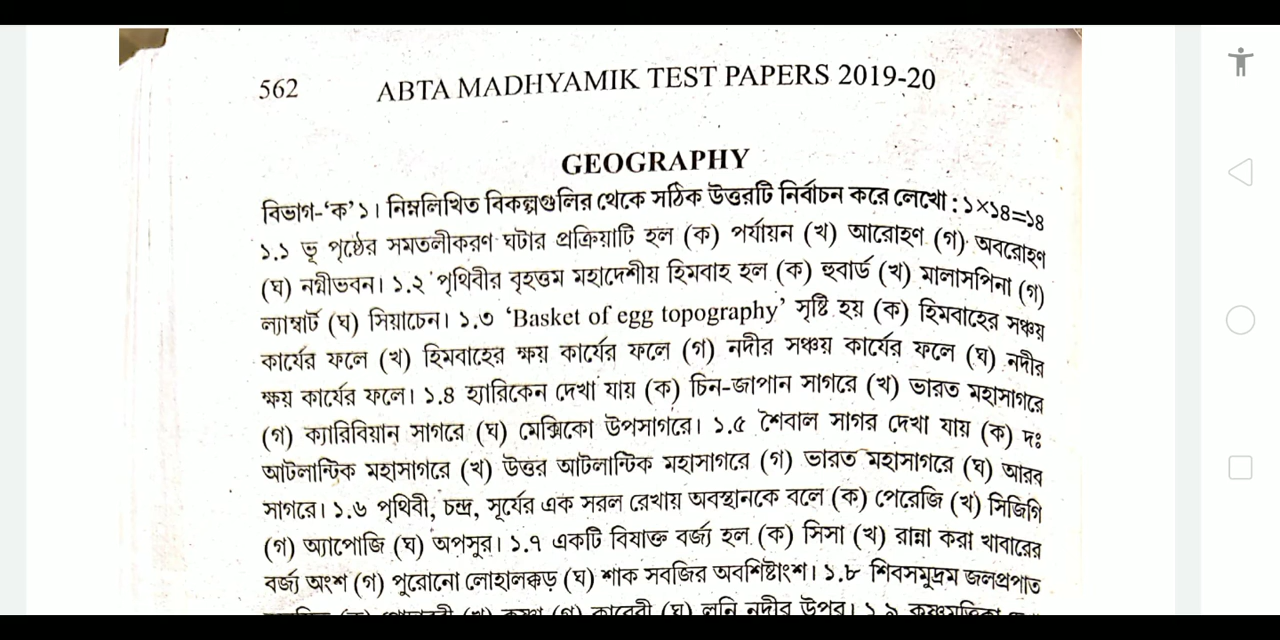 562 ABTA MADHYAMIK TEST PAPERS 2019-20
GEOGRAPHY
বিভাগ-‘ক’ ১। নিম্নলিখিত বিকল্পগুলির থেকে সঠিক উত্তরটি নির্বাচন করে লেখো : ১×১৪=১৪
১.১ ভূ পৃষ্ঠের সমতলীকরণ ঘটার প্রক্রিয়াটি হল (ক) পর্যায়ন (খ) আরোহণ (গ) অবরোহণ
(ঘ) নগ্নীভবন। ১.২ পৃথিবীর বৃহত্তম মহাদেশীয় হিমবাহ হল (ক) হুবার্ড (খ) মালাসপিনা (গ)
ল্যাম্বার্ট (ঘ) সিয়াচেন। ১.৩ ‘Basket of egg topography’ সৃষ্টি হয় (ক) হিমবাহের সঞ্চয়
কার্যের ফলে (খ) হিমবাহের ক্ষয় কার্যের ফলে (গ) নদীর সঞ্চয় কার্যের ফলে (ঘ) নদীর
ক্ষয় কার্যের ফলে। ১.৪ হ্যারিকেন দেখা যায় (ক) চিন-জাপান সাগরে (খ) ভারত মহাসাগরে
(গ) ক্যারিবিয়ান সাগরে (ঘ) মেক্সিকো উপসাগরে। ১.৫ শৈবাল সাগর দেখা যায় (ক) দঃ
আটলান্টিক মহাসাগরে (খ) উত্তর আটলান্টিক মহাসাগরে (গ) ভারত মহাসাগরে (ঘ) আরব
সাগরে। ১.৬ পৃথিবী, চন্দ্র, সূর্যের এক সরল রেখায় অবস্থানকে বলে (ক) পেরেজি (খ) সিজিগি
(গ) অ্যাপোজি (ঘ) অপসুর। ১.৭ একটি বিষাক্ত বর্জ্য হল (ক) সিসা (খ) রান্না করা খাবারের
বর্জ্য অংশ (গ) পুরোনো লোহালক্কড় (ঘ) শাক সবজির অবশিষ্টাংশ। ১.৮ শিবসমুদ্রম জলপ্রপাত
(খ) কৃষ্ণা (গ) কাবেরী (ঘ) লুনি নদীর উপর। ১.৯ কৃষ্ণমৃত্তিকা